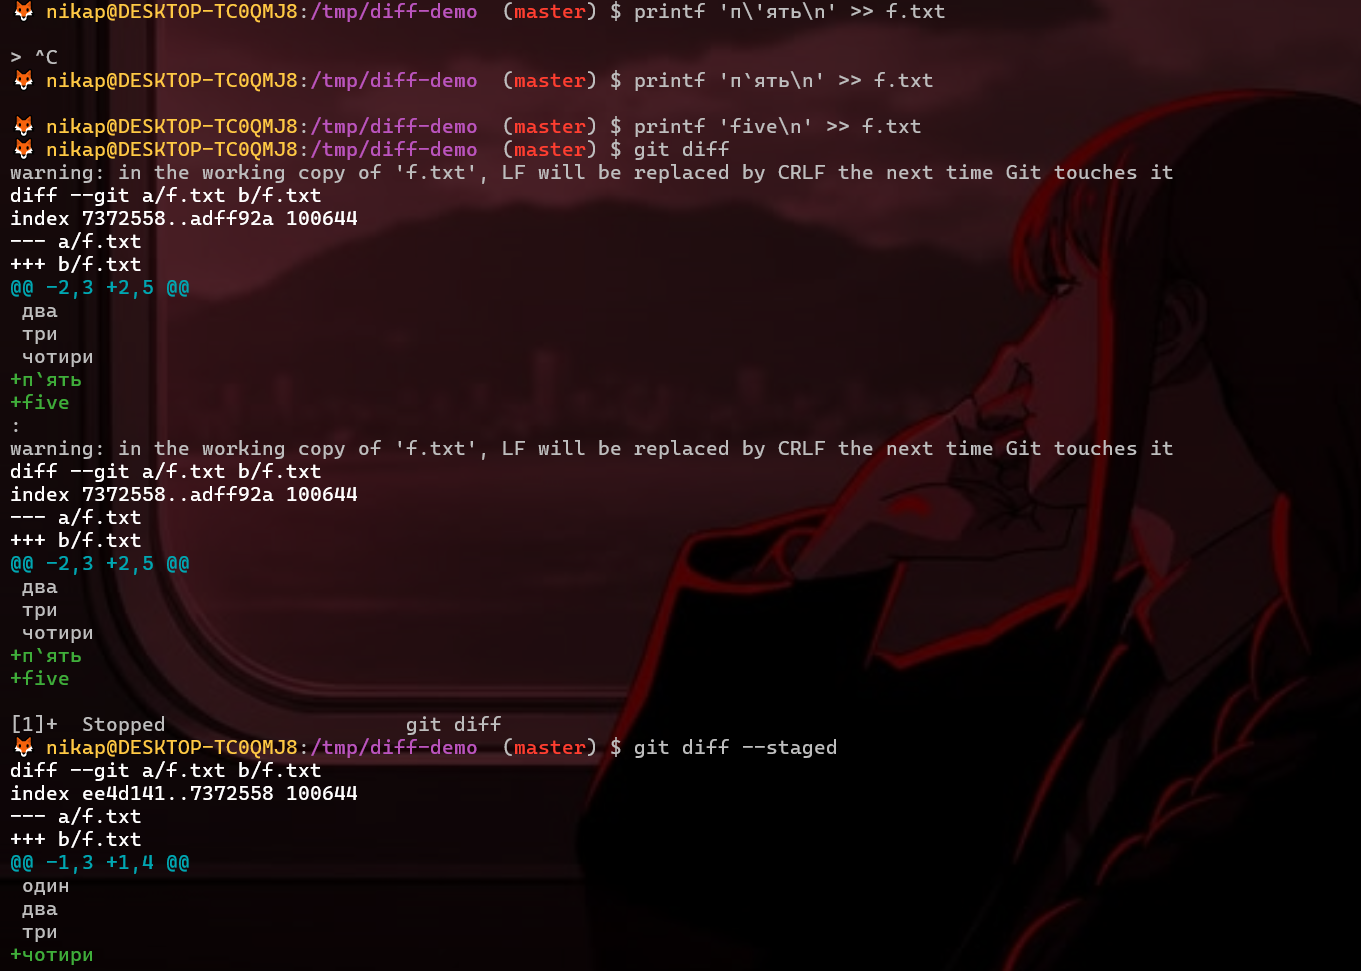 nikap@DESKTOP-TC0QMJ8:/tmp/diff-demo (master) $ printf 'п\'ять\n' >> f.txt
> ^C
nikap@DESKTOP-TC0QMJ8:/tmp/diff-demo (master) $ printf 'п`ять\n' >> f.txt
nikap@DESKTOP-TC0QMJ8:/tmp/diff-demo (master) $ printf 'five\n' >> f.txt
nikap@DESKTOP-TC0QMJ8:/tmp/diff-demo (master) $ git diff
warning: in the working copy of 'f.txt', LF will be replaced by CRLF the next time Git touches it
diff --git a/f.txt b/f.txt
index 7372558..adff92a 100644
--- a/f.txt
+++ b/f.txt
@@ -2,3 +2,5 @@
 два
 три
 чотири
+п`ять
+five
:
warning: in the working copy of 'f.txt', LF will be replaced by CRLF the next time Git touches it
diff --git a/f.txt b/f.txt
index 7372558..adff92a 100644
--- a/f.txt
+++ b/f.txt
@@ -2,3 +2,5 @@
 два
 три
 чотири
+п`ять
+five
[1]+  Stopped                    git diff
nikap@DESKTOP-TC0QMJ8:/tmp/diff-demo (master) $ git diff --staged
diff --git a/f.txt b/f.txt
index ee4d141..7372558 100644
--- a/f.txt
+++ b/f.txt
@@ -1,3 +1,4 @@
 один
 два
 три
+чотири